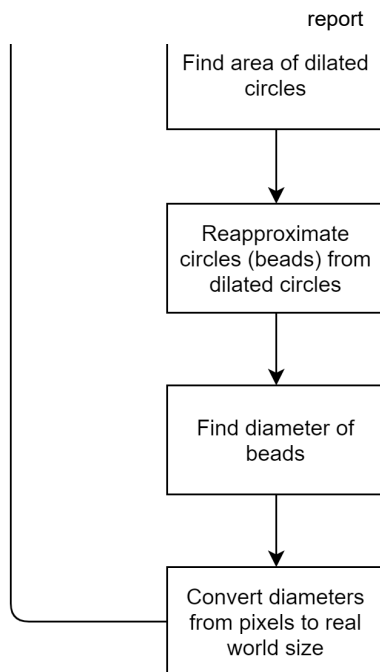 report
Find area of dilated
circles
Reapproximate
circles (beads) from
dilated circles
Find diameter of
beads
Convert diameters
from pixels to real
world size